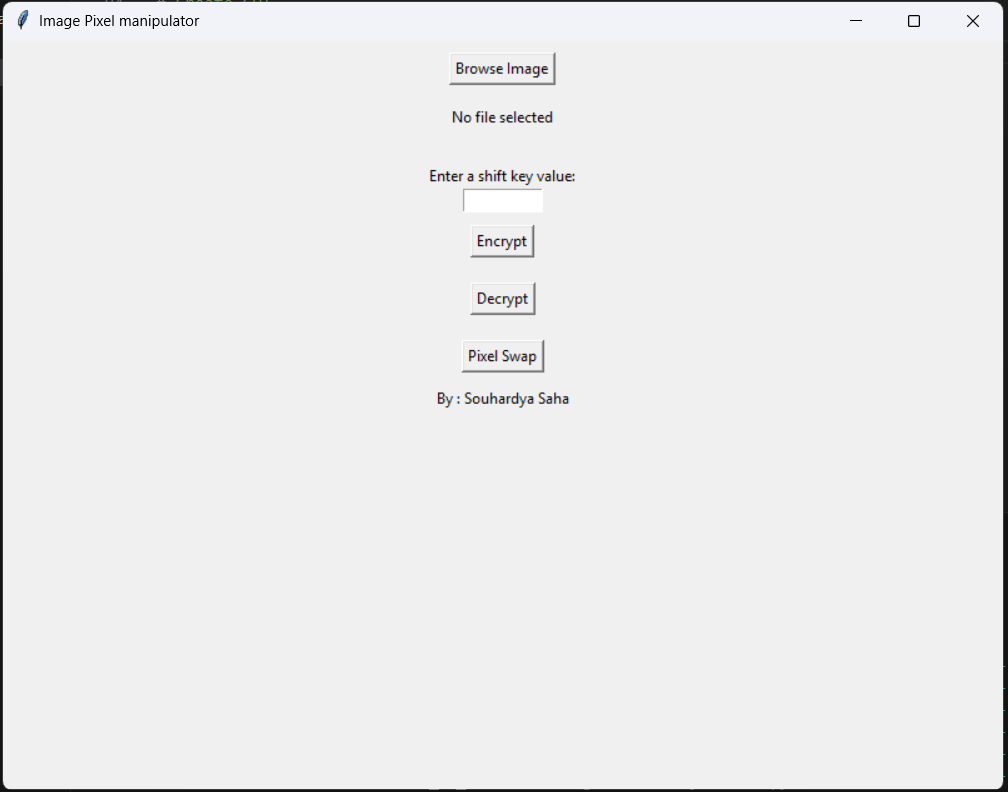 Image Pixel manipulator
Browse Image
No file selected
Enter a shift key value:
Encrypt
Decrypt
Pixel Swap
By : Souhardya Saha